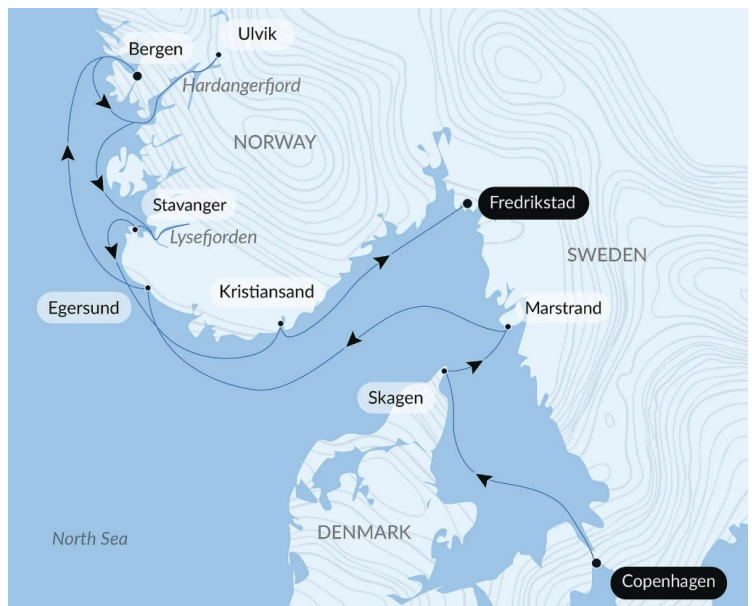 Ulvik
Bergen
Hardangerfjord
NORWAY
Stavanger
Fredrikstad
Lysefjorden
SWEDEN
Kristiansand
Egersund
Marstrand
Skagen
DENMARK
North Sea
Copenhagen